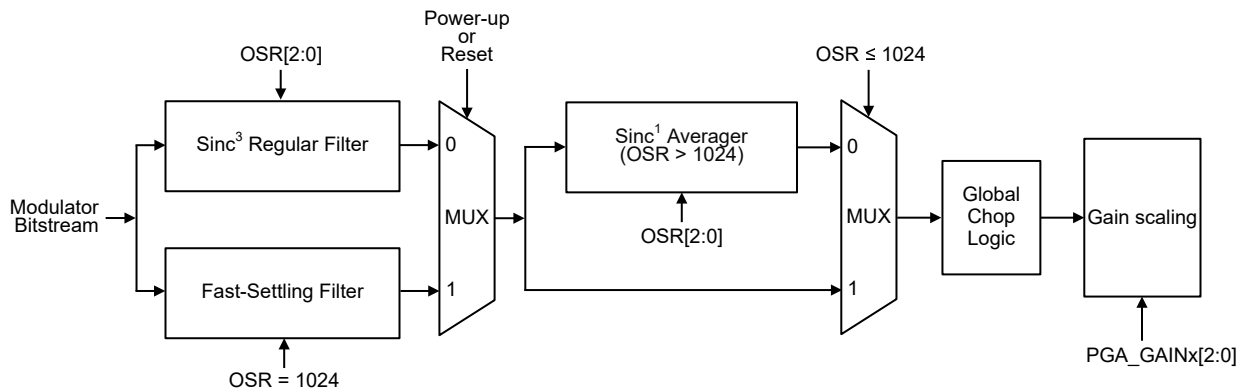 Power-up
or
Reset
OSR[2:0]
OSR ≤ 1024
Sinc³ Regular Filter
0
Sinc¹ Averager
(OSR > 1024)
0
Modulator
Bitstream
MUX
OSR[2:0]
MUX
Global
Chop
Logic
Gain scaling
Fast-Settling Filter
1
1
OSR = 1024
PGA_GAINx[2:0]